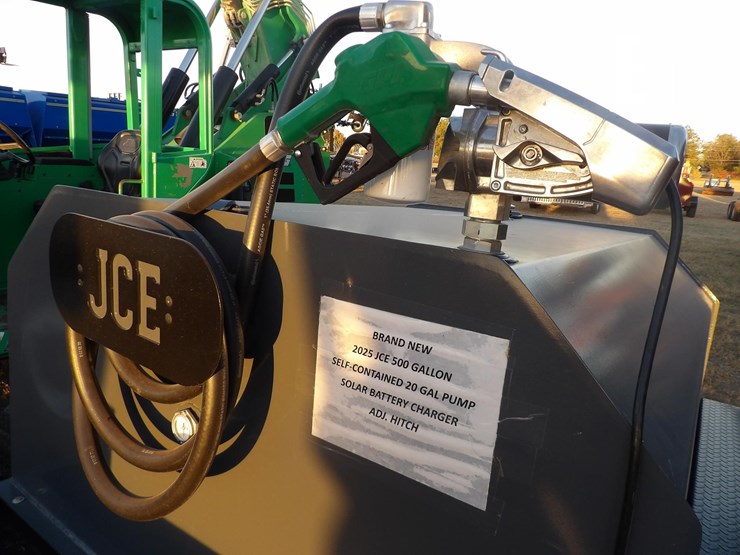 JCE
BRAND NEW
2025 JCE 500 GALLON
SELF-CONTAINED 20 GAL PUMP
SOLAR BATTERY CHARGER
ADJ. HITCH